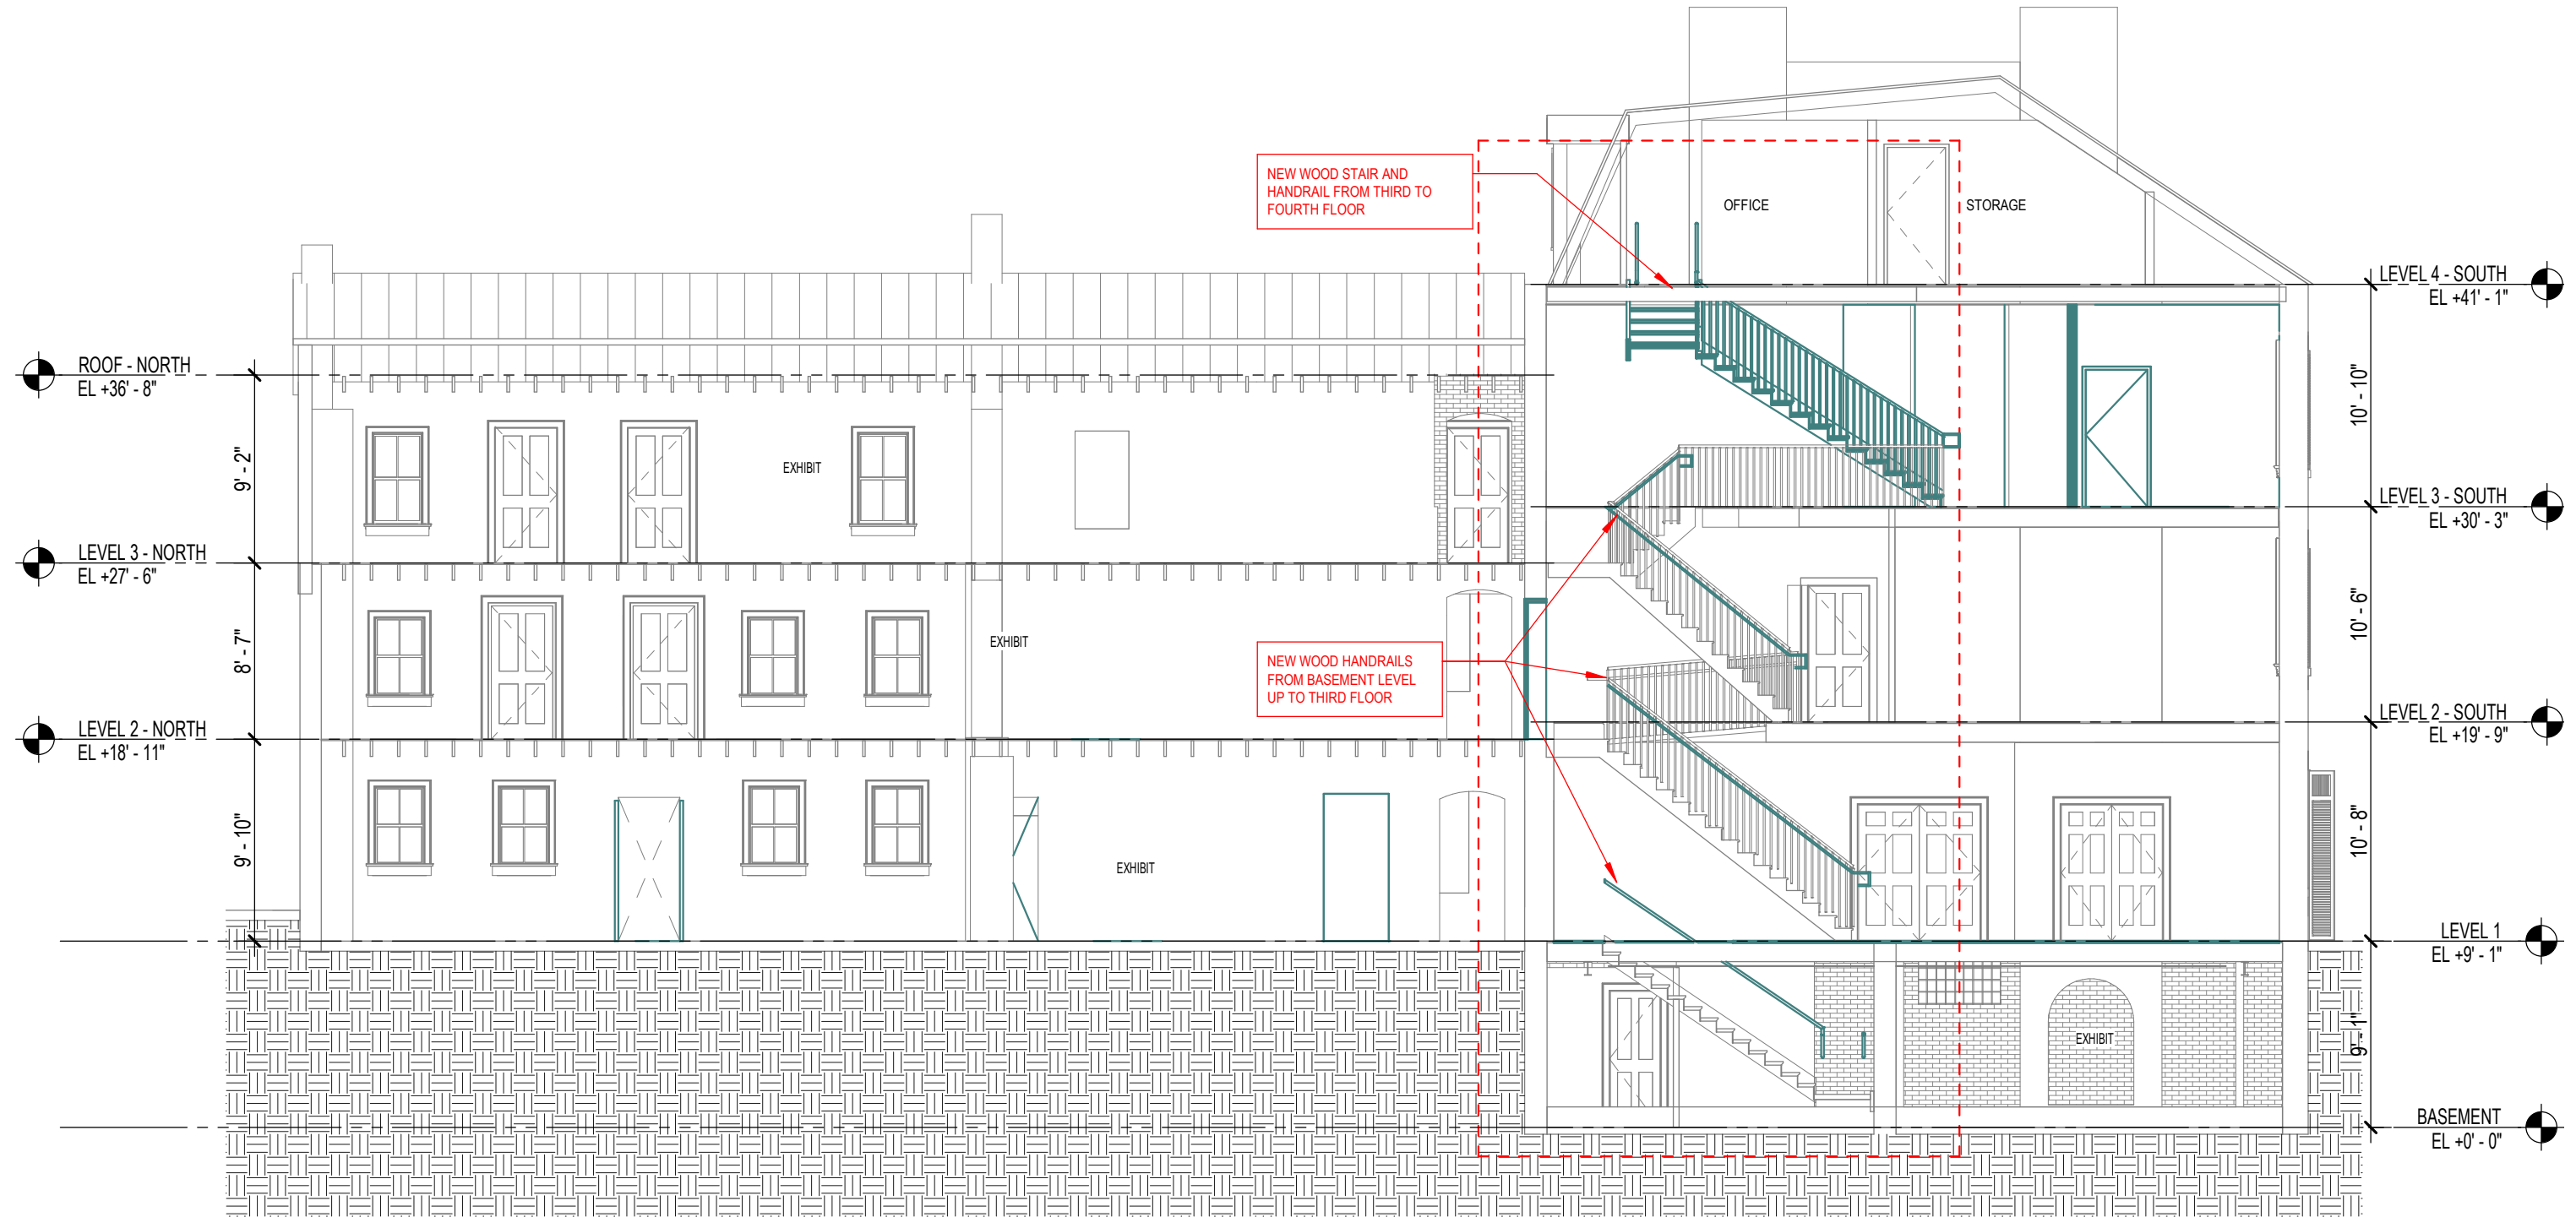 NEW WOOD STAIR AND
HANDRAIL FROM THIRD TO
FOURTH FLOOR
OFFICE
STORAGE
LEVEL 4 - SOUTH
EL +41' - 1"
ROOF - NORTH
EL +36' - 8"
10' - 10"
9' - 2"
EXHIBIT
LEVEL 3 - SOUTH
EL +30' - 3"
LEVEL 3 - NORTH
EL +27' - 6"
10' - 6"
8' - 7"
EXHIBIT
NEW WOOD HANDRAILS
FROM BASEMENT LEVEL
UP TO THIRD FLOOR
LEVEL 2 - SOUTH
EL +19' - 9"
LEVEL 2 - NORTH
EL +18' - 11"
10' - 8"
9' - 10"
EXHIBIT
LEVEL 1
EL +9' - 1"
9' - 1"
EXHIBIT
BASEMENT
EL +0' - 0"